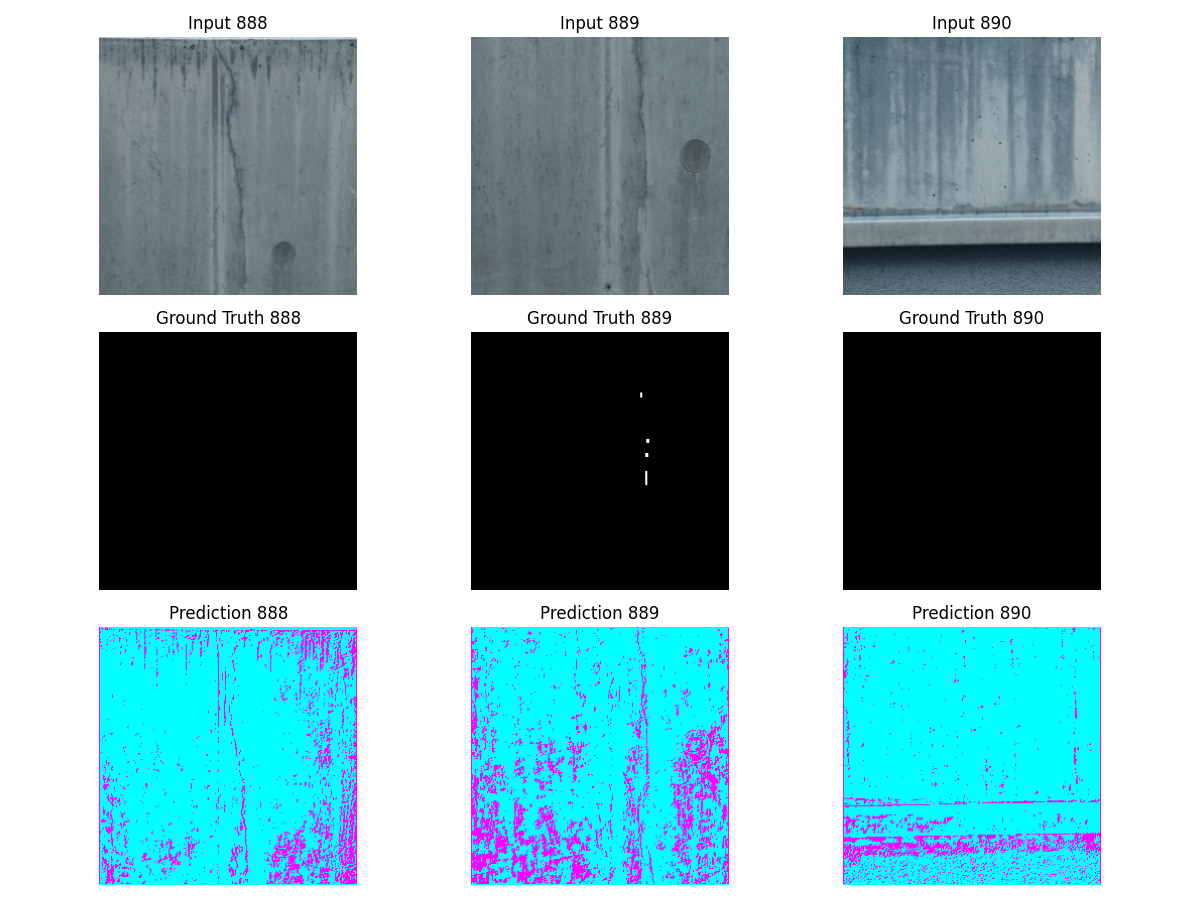 Input 888
Input 889
Input 890
Ground Truth 888
Ground Truth 889
Ground Truth 890
Prediction 888
Prediction 889
Prediction 890